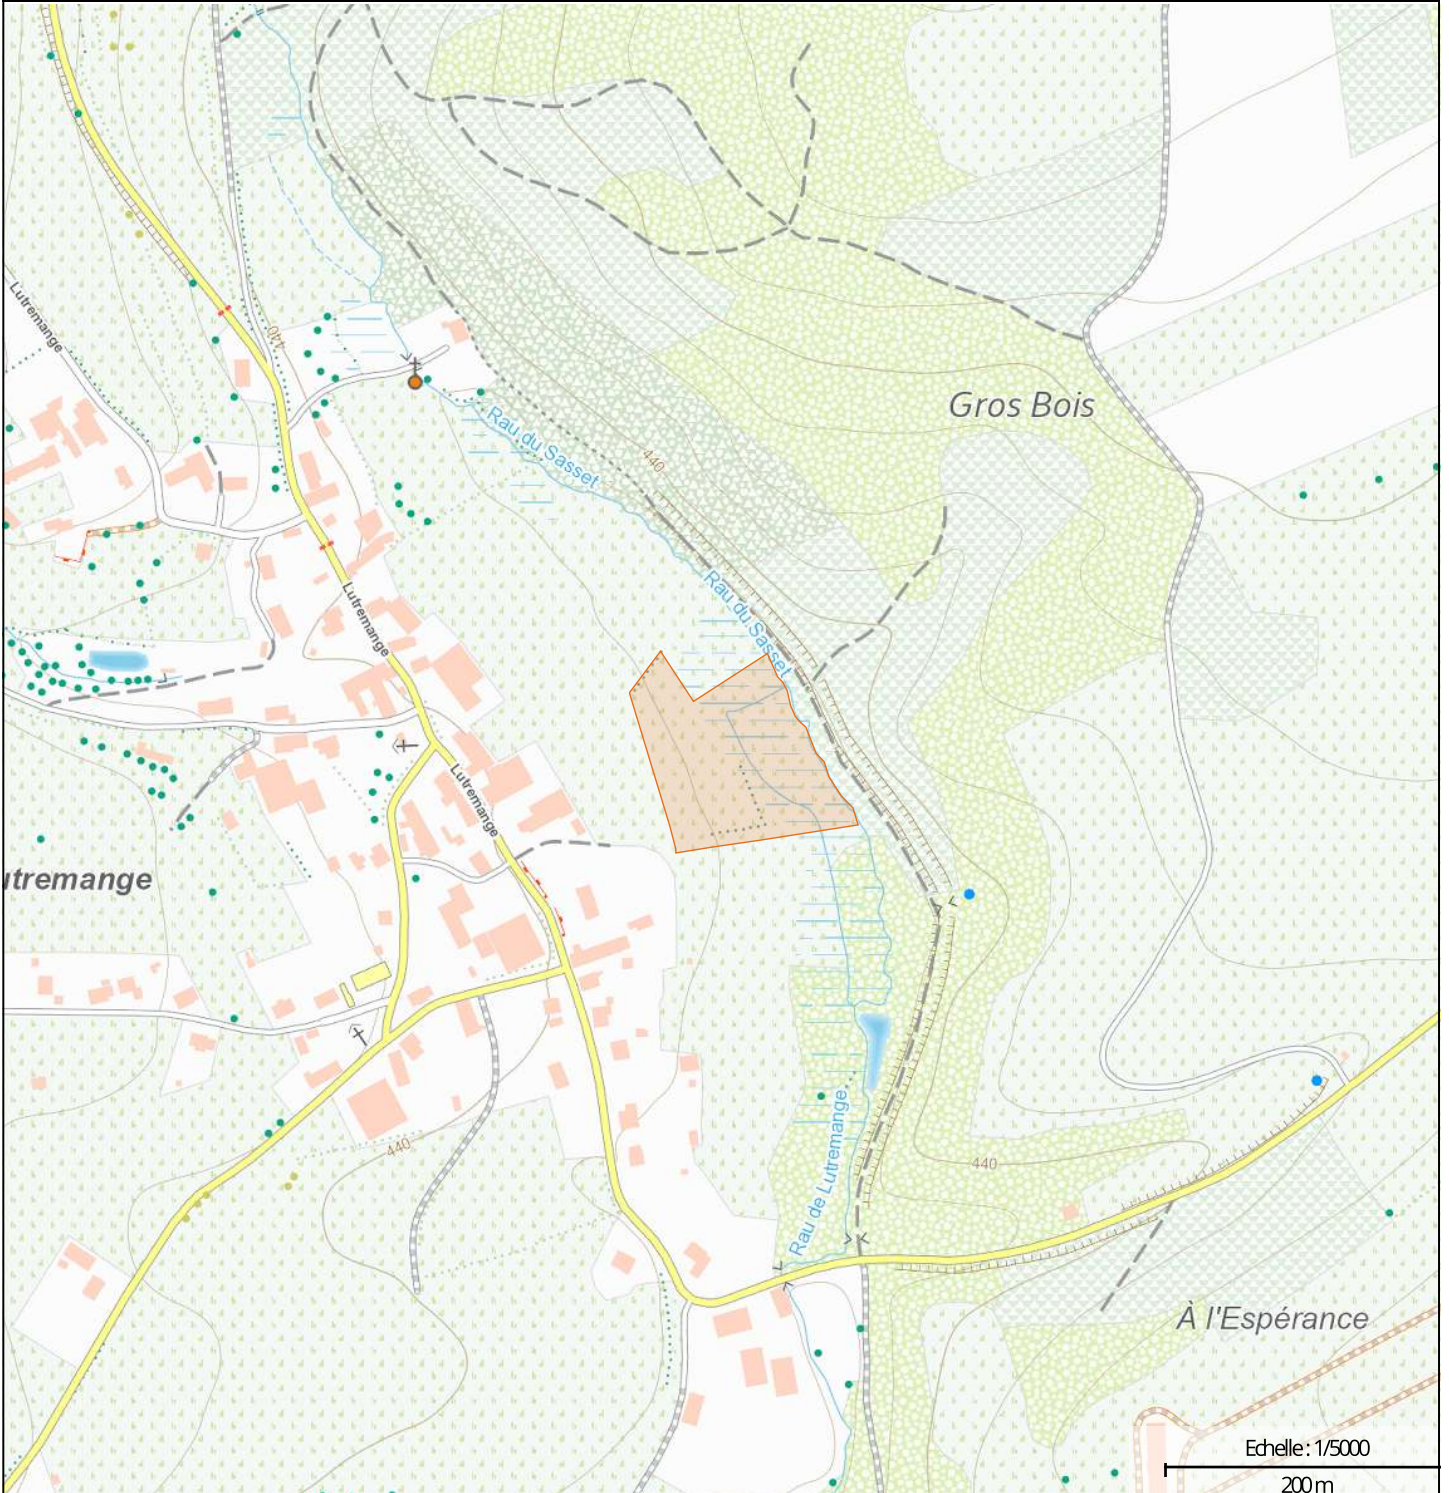 Lutremange
440
Rau du Sasset
Gros Bois
440
Rau du Sasset
Lutremange
Lutremange
utremange
Rau de Lutremange
440
440
À l'Espérance
Echelle : 1/5000
200 m